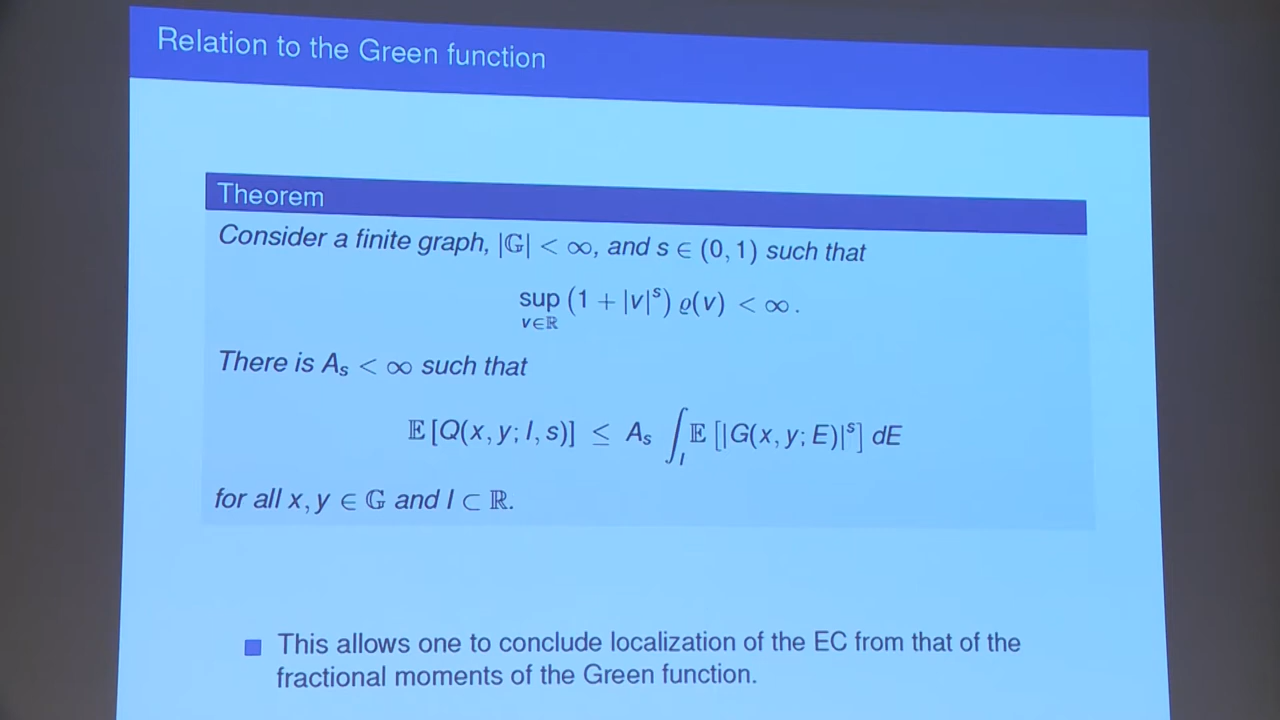 Relation to the Green function
Theorem
Consider a finite graph, |𝔾| < ∞, and s ∈ (0, 1) such that
sup (1 + |v|ˢ) ϱ(v) < ∞.
v∈ℝ
There is Aₛ < ∞ such that
𝔼 [Q(x, y; I, s)] ≤ Aₛ ∫_I 𝔼 [|G(x, y; E)|ˢ] dE
for all x, y ∈ 𝔾 and I ⊂ ℝ.
This allows one to conclude localization of the EC from that of the
fractional moments of the Green function.